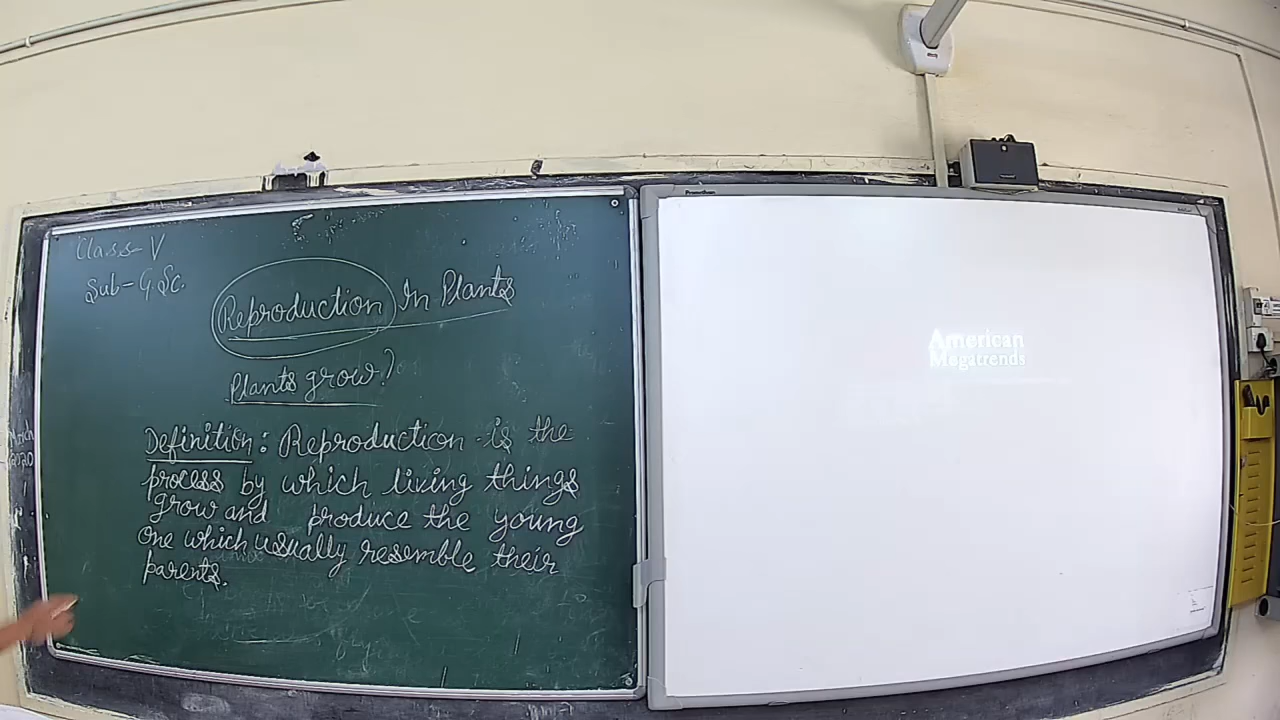 Class-V
Sub-G.Sc.
Reproduction In Plants
Plants grow?
Definition: Reproduction is the
process by which living things
grow and produce the young
one which usually resemble their
parents.
Promethean
American
Megatrends